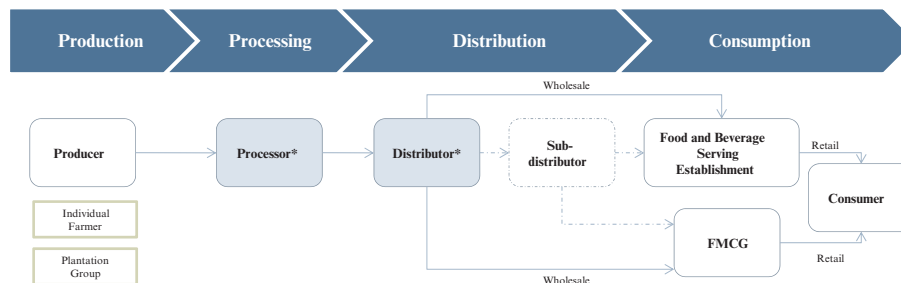 Production
Processing
Distribution
Consumption
Wholesale
Producer
Processor*
Distributor*
Sub-
distributor
Food and Beverage
Serving
Establishment
Retail
Consumer
Individual
Farmer
FMCG
Plantation
Group
Retail
Wholesale